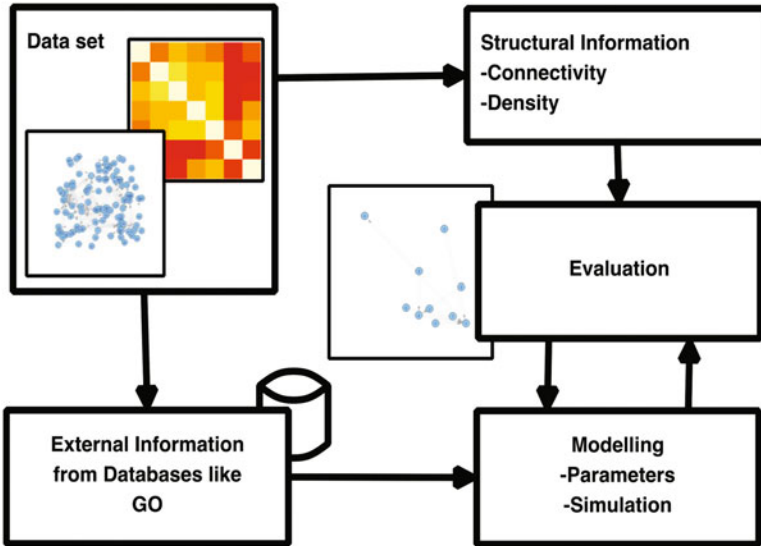 Data set
Structural Information
-Connectivity
-Density
Evaluation
External Information
from Databases like
GO
Modelling
-Parameters
-Simulation